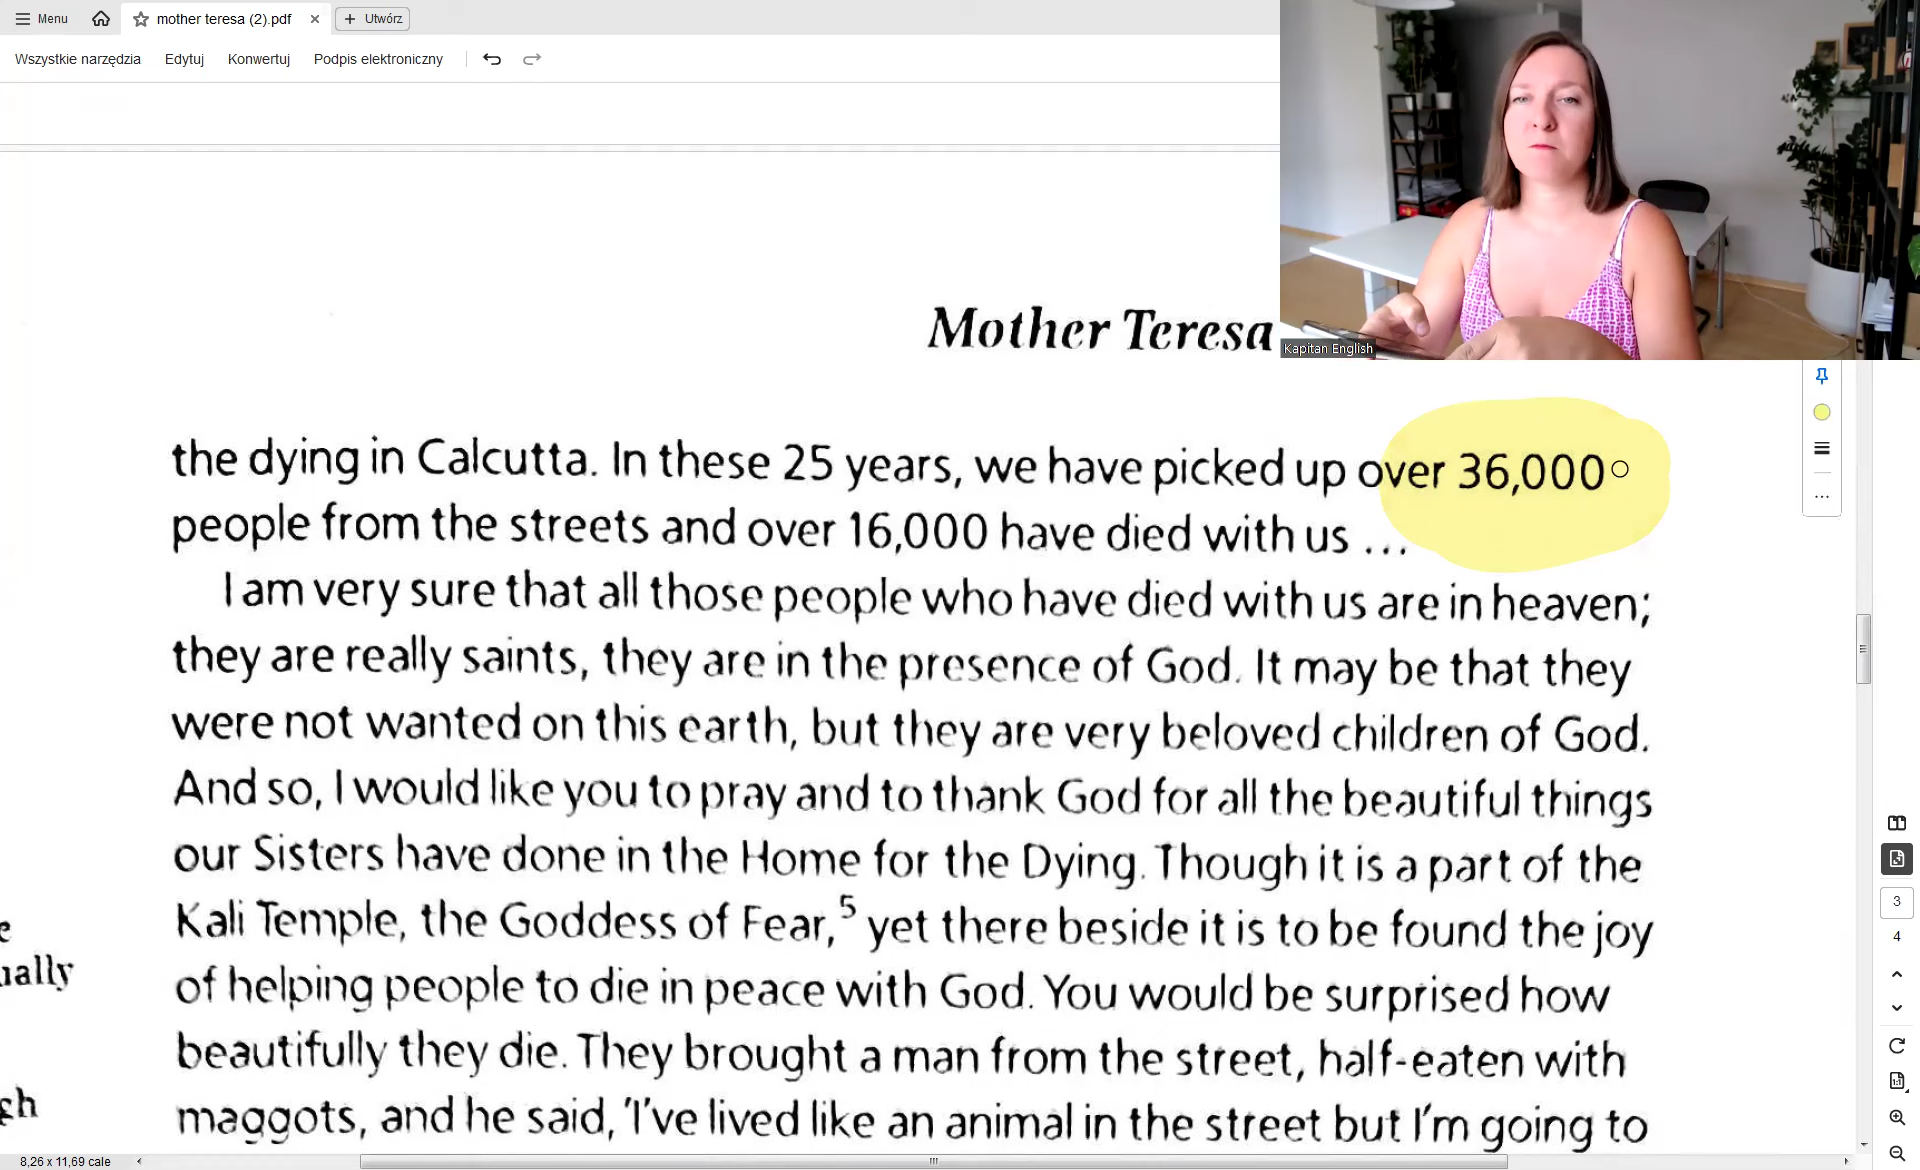 Menu
mother teresa (2).pdf
Utwórz
Wszystkie narzędzia Edytuj Konwertuj Podpis elektroniczny
Kapitan English
Mother Teresa
the dying in Calcutta. In these 25 years, we have picked up over 36,000
people from the streets and over 16,000 have died with us ...
I am very sure that all those people who have died with us are in heaven;
they are really saints, they are in the presence of God. It may be that they
were not wanted on this earth, but they are very beloved children of God.
And so, I would like you to pray and to thank God for all the beautiful things
our Sisters have done in the Home for the Dying. Though it is a part of the
Kali Temple, the Goddess of Fear,⁵ yet there beside it is to be found the joy
of helping people to die in peace with God. You would be surprised how
beautifully they die. They brought a man from the street, half-eaten with
maggots, and he said, 'I've lived like an animal in the street but I'm going to
3
4
8,26 x 11,69 cale